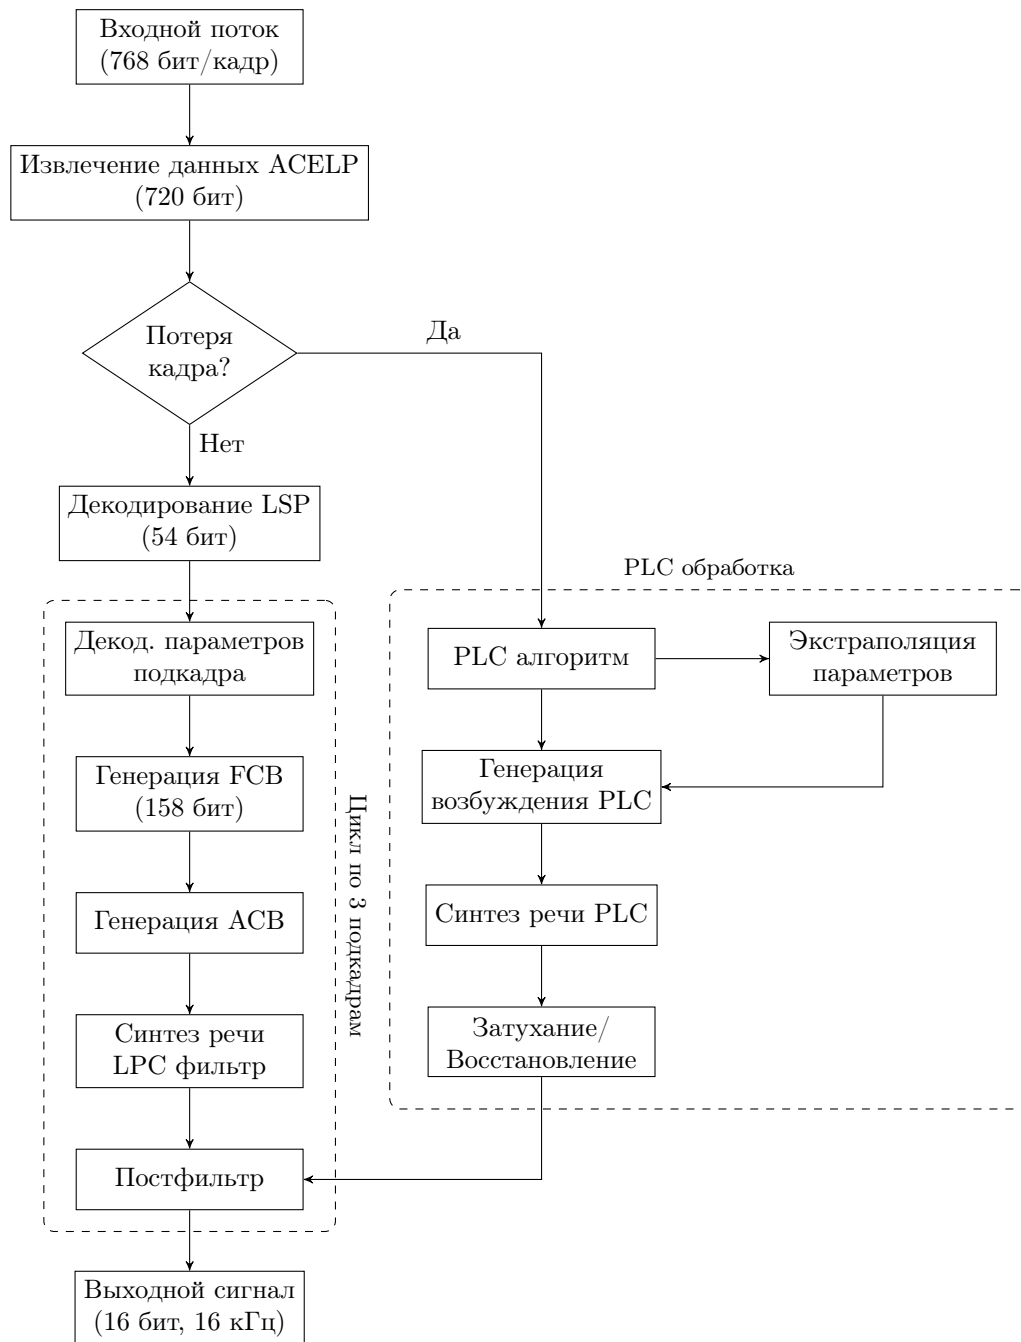 Входной поток
(768 бит/кадр)
Извлечение данных ACELP
(720 бит)
Потеря
кадра?
Да
Нет
Декодирование LSP
(54 бит)
PLC обработка
Декод. параметров
подкадра
PLC алгоритм
Экстраполяция
параметров
Генерация FCB
(158 бит)
Генерация
возбуждения PLC
Цикл по 3 подкадрам
Генерация ACB
Синтез речи PLC
Синтез речи
LPC фильтр
Затухание/
Восстановление
Постфильтр
Выходной сигнал
(16 бит, 16 кГц)